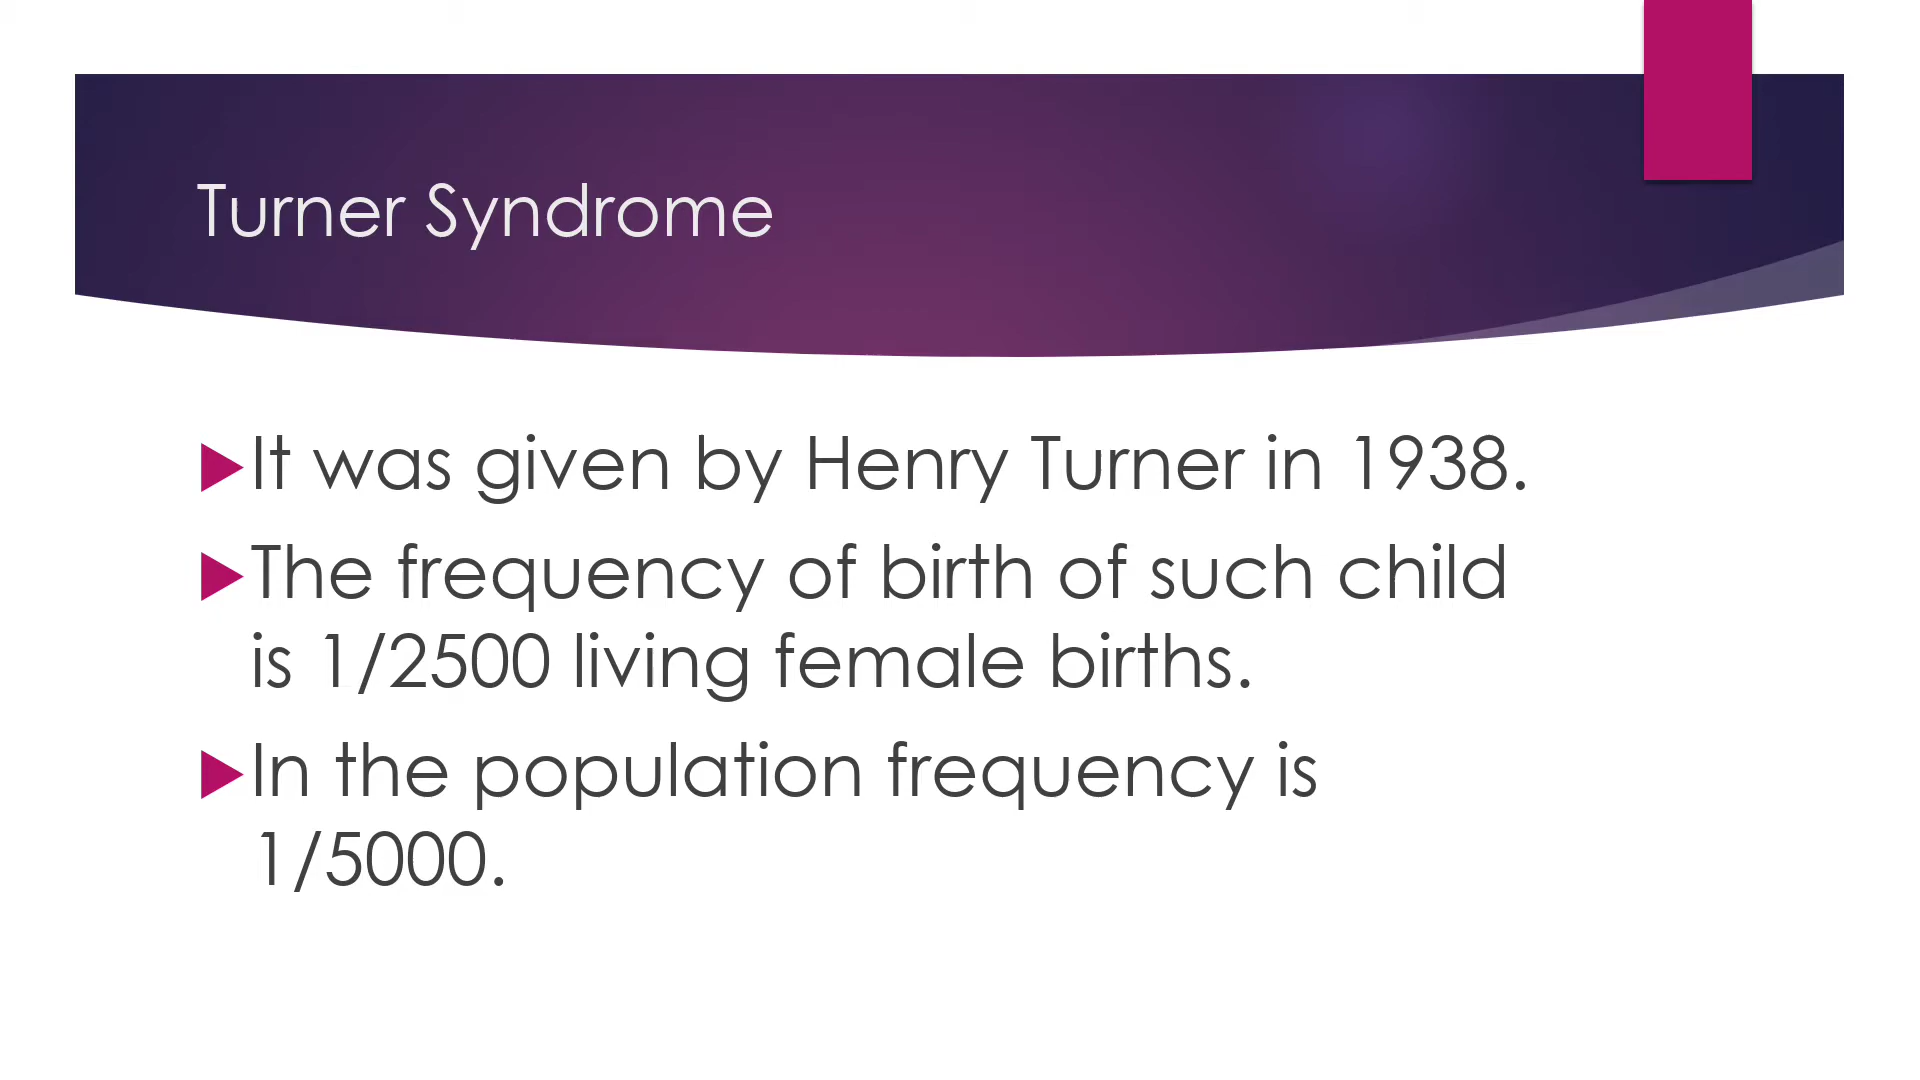 Turner Syndrome
It was given by Henry Turner in 1938.
The frequency of birth of such child
is 1/2500 living female births.
In the population frequency is
1/5000.